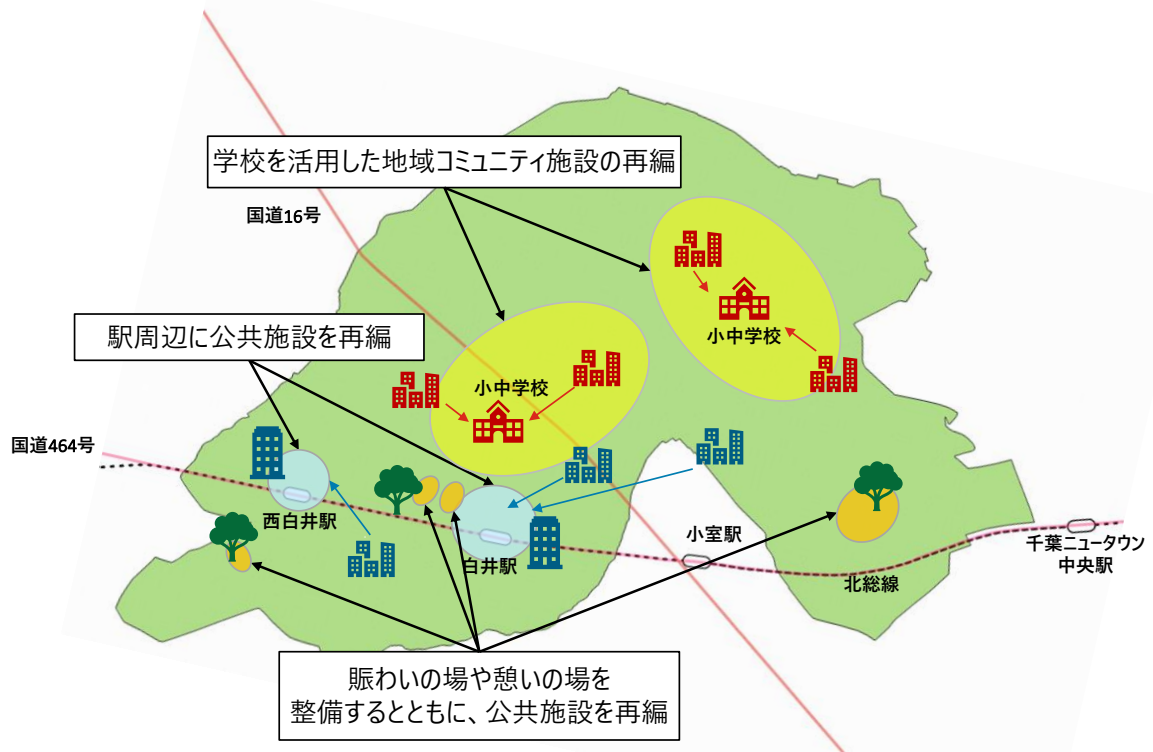 学校を活用した地域コミュニティ施設の再編
国道16号
小中学校
駅周辺に公共施設を再編
小中学校
国道464号
西白井駅
白井駅
小室駅
千葉ニュータウン
中央駅
北総線
賑わいの場や憩いの場を
整備するとともに、公共施設を再編